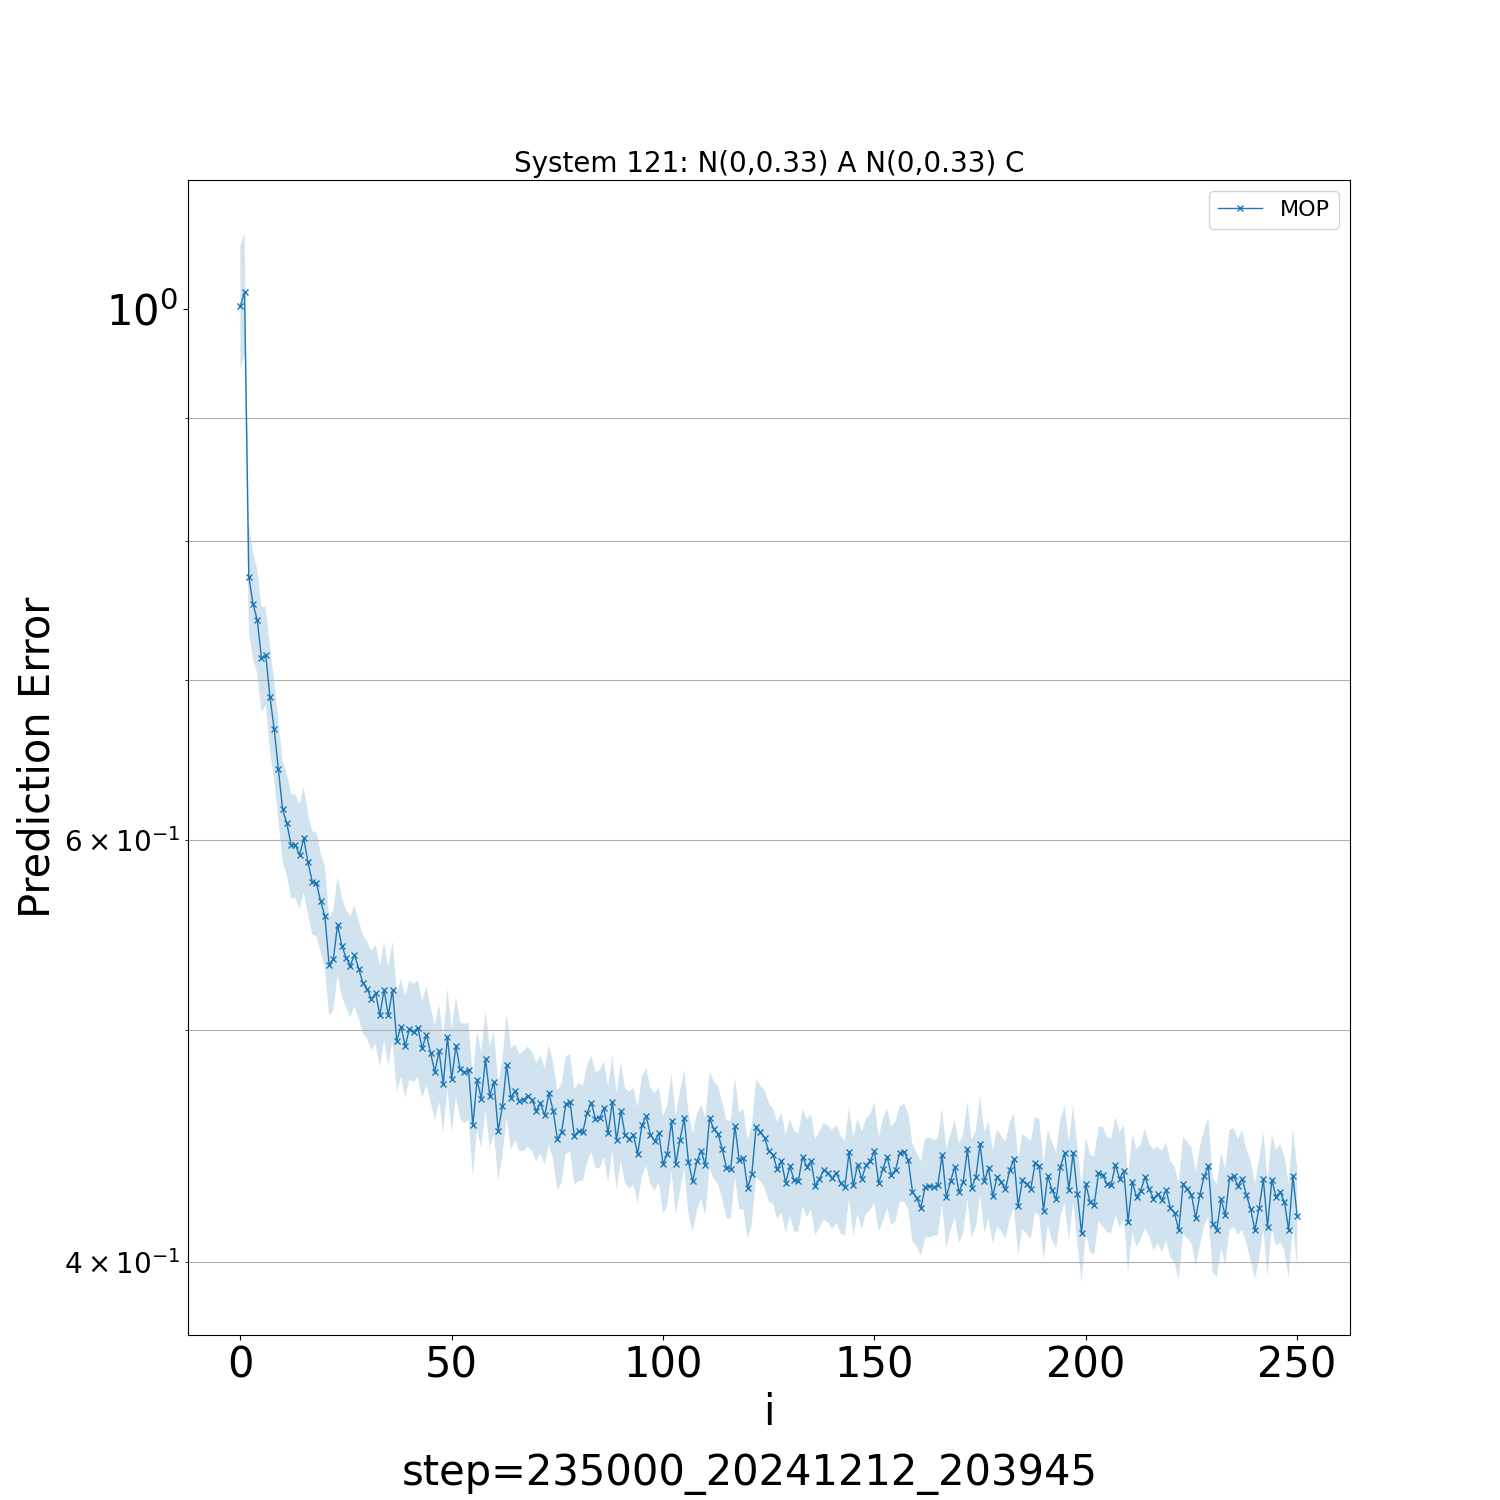 System 121: N(0,0.33) A N(0,0.33) C
MOP
10⁰
6 × 10⁻¹
4 × 10⁻¹
Prediction Error
0 50 100 150 200 250
i
step=235000_20241212_203945